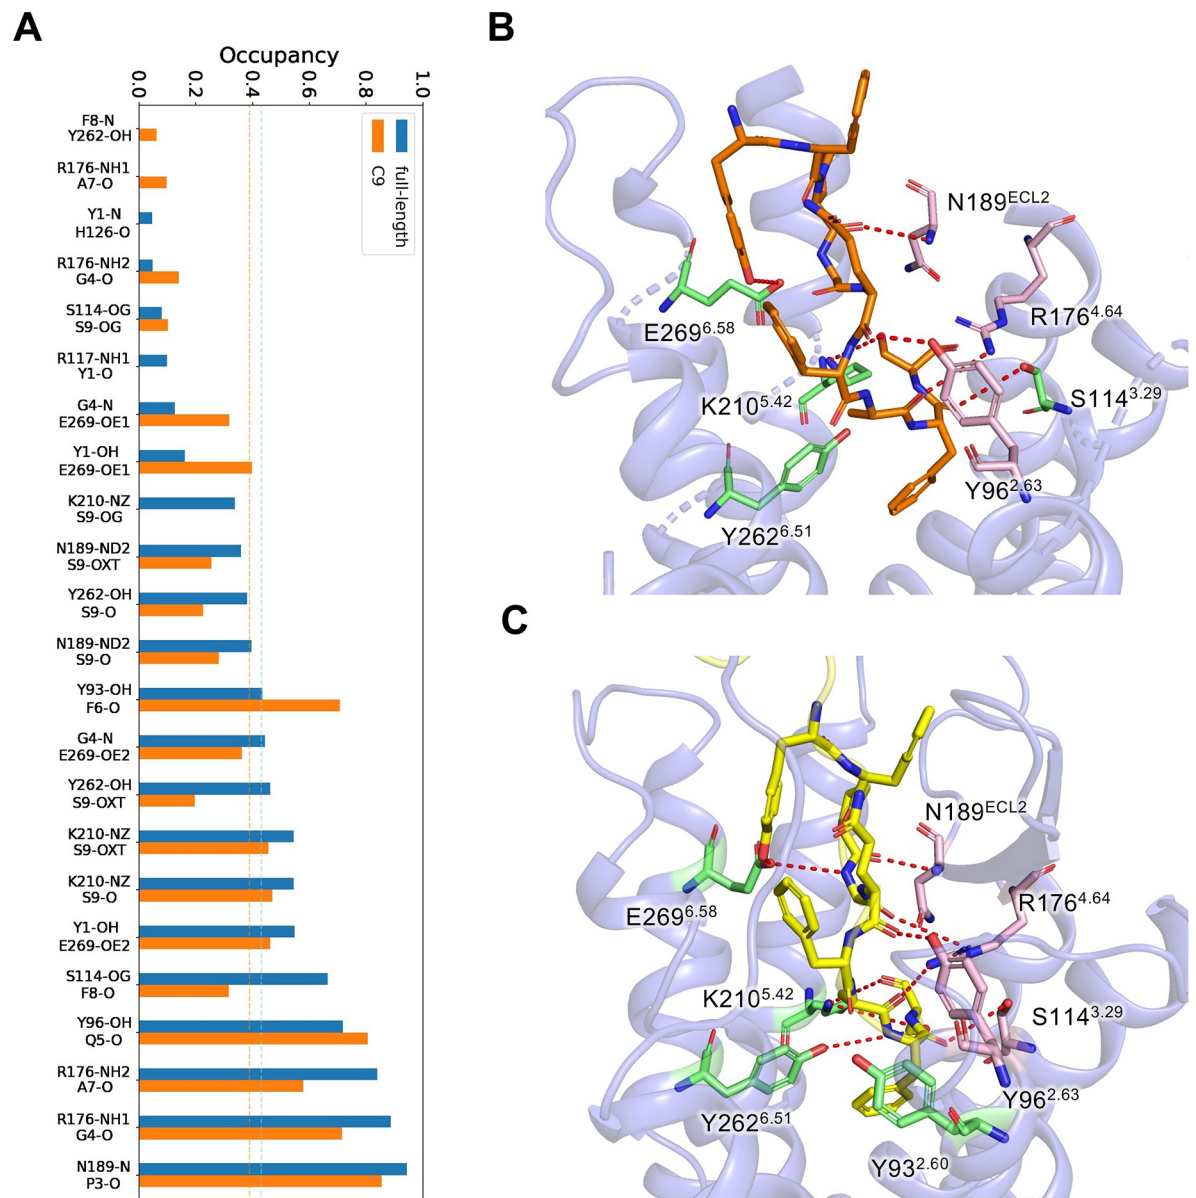 A
Occupancy
0.0
0.2
0.4
0.6
0.8
1.0
full-length
C9
F8-N
Y262-OH
R176-NH1
A7-O
Y1-N
H126-O
R176-NH2
G4-O
S114-OG
S9-OG
R117-NH1
Y1-O
G4-N
E269-OE1
Y1-OH
E269-OE1
K210-NZ
S9-OG
N189-ND2
S9-OXT
Y262-OH
S9-O
N189-ND2
S9-O
Y93-OH
F6-O
G4-N
E269-OE2
Y262-OH
S9-OXT
K210-NZ
S9-OXT
K210-NZ
S9-O
Y1-OH
E269-OE2
S114-OG
F8-O
Y96-OH
Q5-O
R176-NH2
A7-O
R176-NH1
G4-O
N189-N
P3-O
B
N189ECL2
R1764.64
E2696.58
K2105.42
S1143.29
Y962.63
Y2626.51
C
N189ECL2
R1764.64
E2696.58
K2105.42
S1143.29
Y962.63
Y2626.51
Y932.60